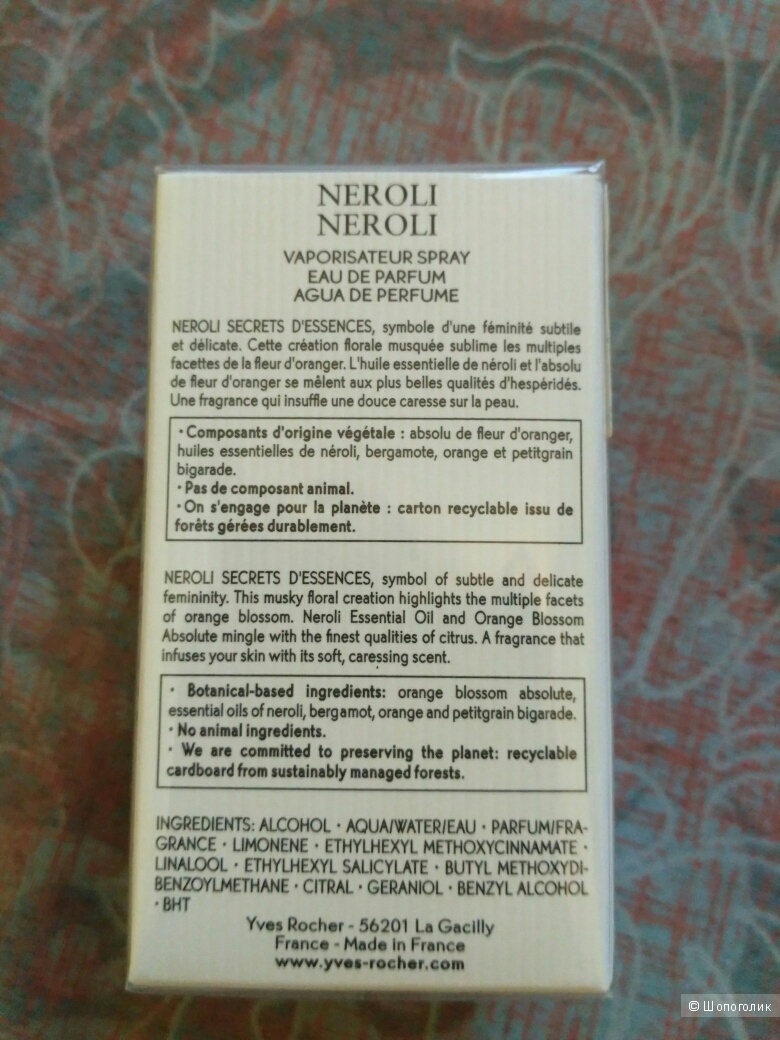 NEROLI
NEROLI
VAPORISATEUR SPRAY
EAU DE PARFUM
AGUA DE PERFUME
NEROLI SECRETS D'ESSENCES, symbole d'une féminité subtile
et délicate. Cette création florale musquée sublime les multiples
facettes de la fleur d'oranger. L'huile essentielle de néroli et l'absolu
de fleur d'oranger se mêlent aux plus belles qualités d'hespéridés.
Une fragrance qui insuffle une douce caresse sur la peau.
• Composants d'origine végétale : absolu de fleur d'oranger,
huiles essentielles de néroli, bergamote, orange et petitgrain
bigarade.
• Pas de composant animal.
• On s'engage pour la planète : carton recyclable issu de
forêts gérées durablement.
NEROLI SECRETS D'ESSENCES, symbol of subtle and delicate
femininity. This musky floral creation highlights the multiple facets
of orange blossom. Neroli Essential Oil and Orange Blossom
Absolute mingle with the finest qualities of citrus. A fragrance that
infuses your skin with its soft, caressing scent.
• Botanical-based ingredients: orange blossom absolute,
essential oils of neroli, bergamot, orange and petitgrain bigarade.
• No animal ingredients.
• We are committed to preserving the planet: recyclable
cardboard from sustainably managed forests.
INGREDIENTS: ALCOHOL • AQUA/WATER/EAU • PARFUM/FRA-
GRANCE • LIMONENE • ETHYLHEXYL METHOXYCINNAMATE •
LINALOOL • ETHYLHEXYL SALICYLATE • BUTYL METHOXYDI-
BENZOYLMETHANE • CITRAL • GERANIOL • BENZYL ALCOHOL
• BHT
Yves Rocher - 56201 La Gacilly
France - Made in France
www.yves-rocher.com
© Шопоголик